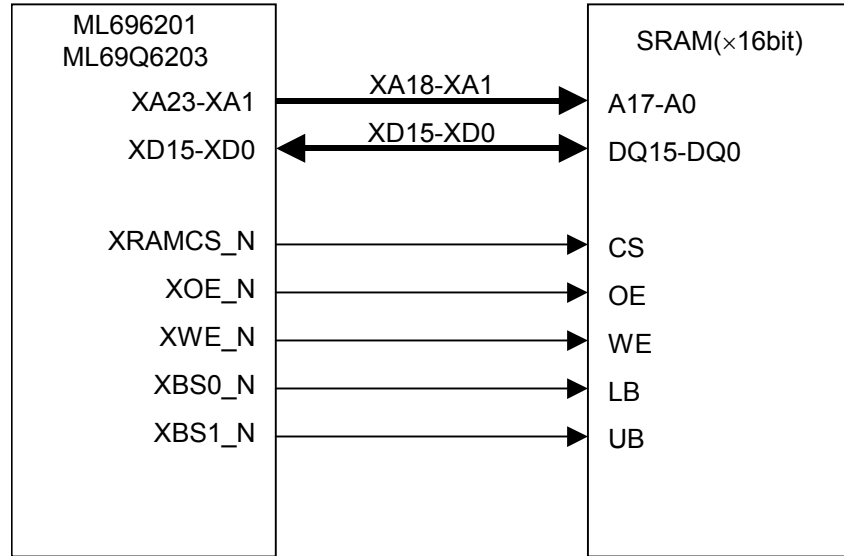 ML696201
ML69Q6203
SRAM(×16bit)
XA23-XA1
XA18-XA1
A17-A0
XD15-XD0
XD15-XD0
DQ15-DQ0
XRAMCS_N
CS
XOE_N
OE
XWE_N
WE
XBS0_N
LB
XBS1_N
UB